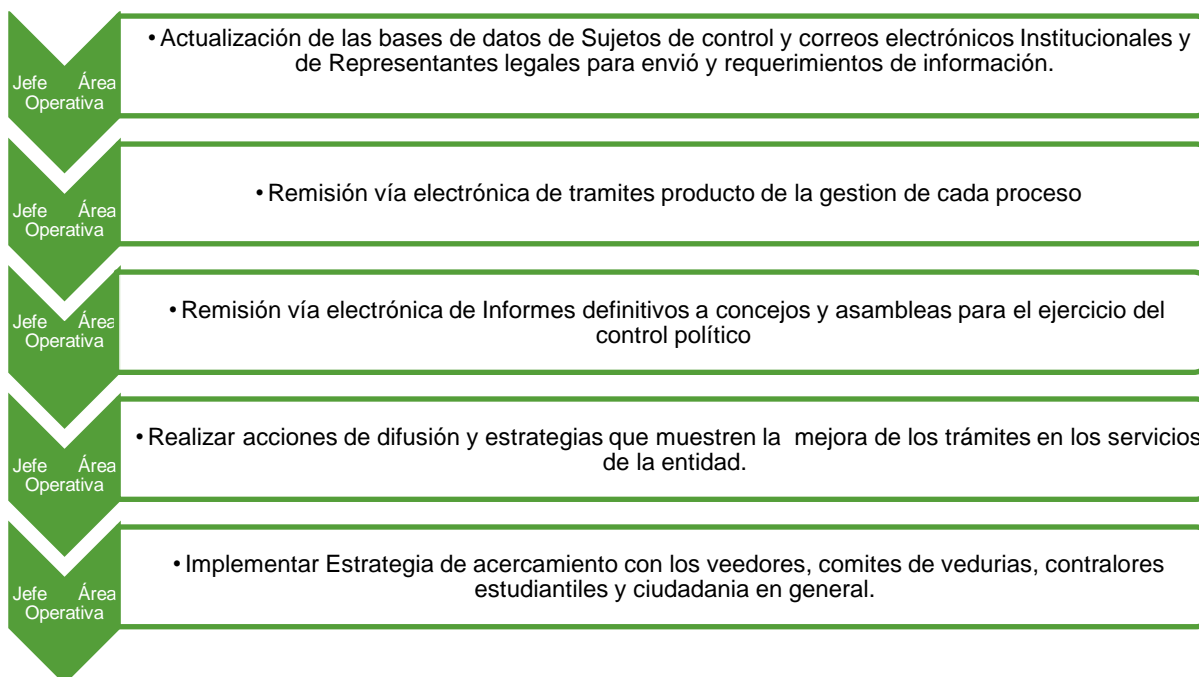 • Actualización de las bases de datos de Sujetos de control y correos electrónicos Institucionales y
de Representantes legales para envió y requerimientos de información.
Jefe Área
Operativa
• Remisión vía electrónica de tramites producto de la gestion de cada proceso
Jefe Área
Operativa
• Remisión vía electrónica de Informes definitivos a concejos y asambleas para el ejercicio del
control político
Jefe Área
Operativa
• Realizar acciones de difusión y estrategias que muestren la mejora de los trámites en los servicios
de la entidad.
Jefe Área
Operativa
• Implementar Estrategia de acercamiento con los veedores, comites de vedurias, contralores
estudiantiles y ciudadania en general.
Jefe Área
Operativa